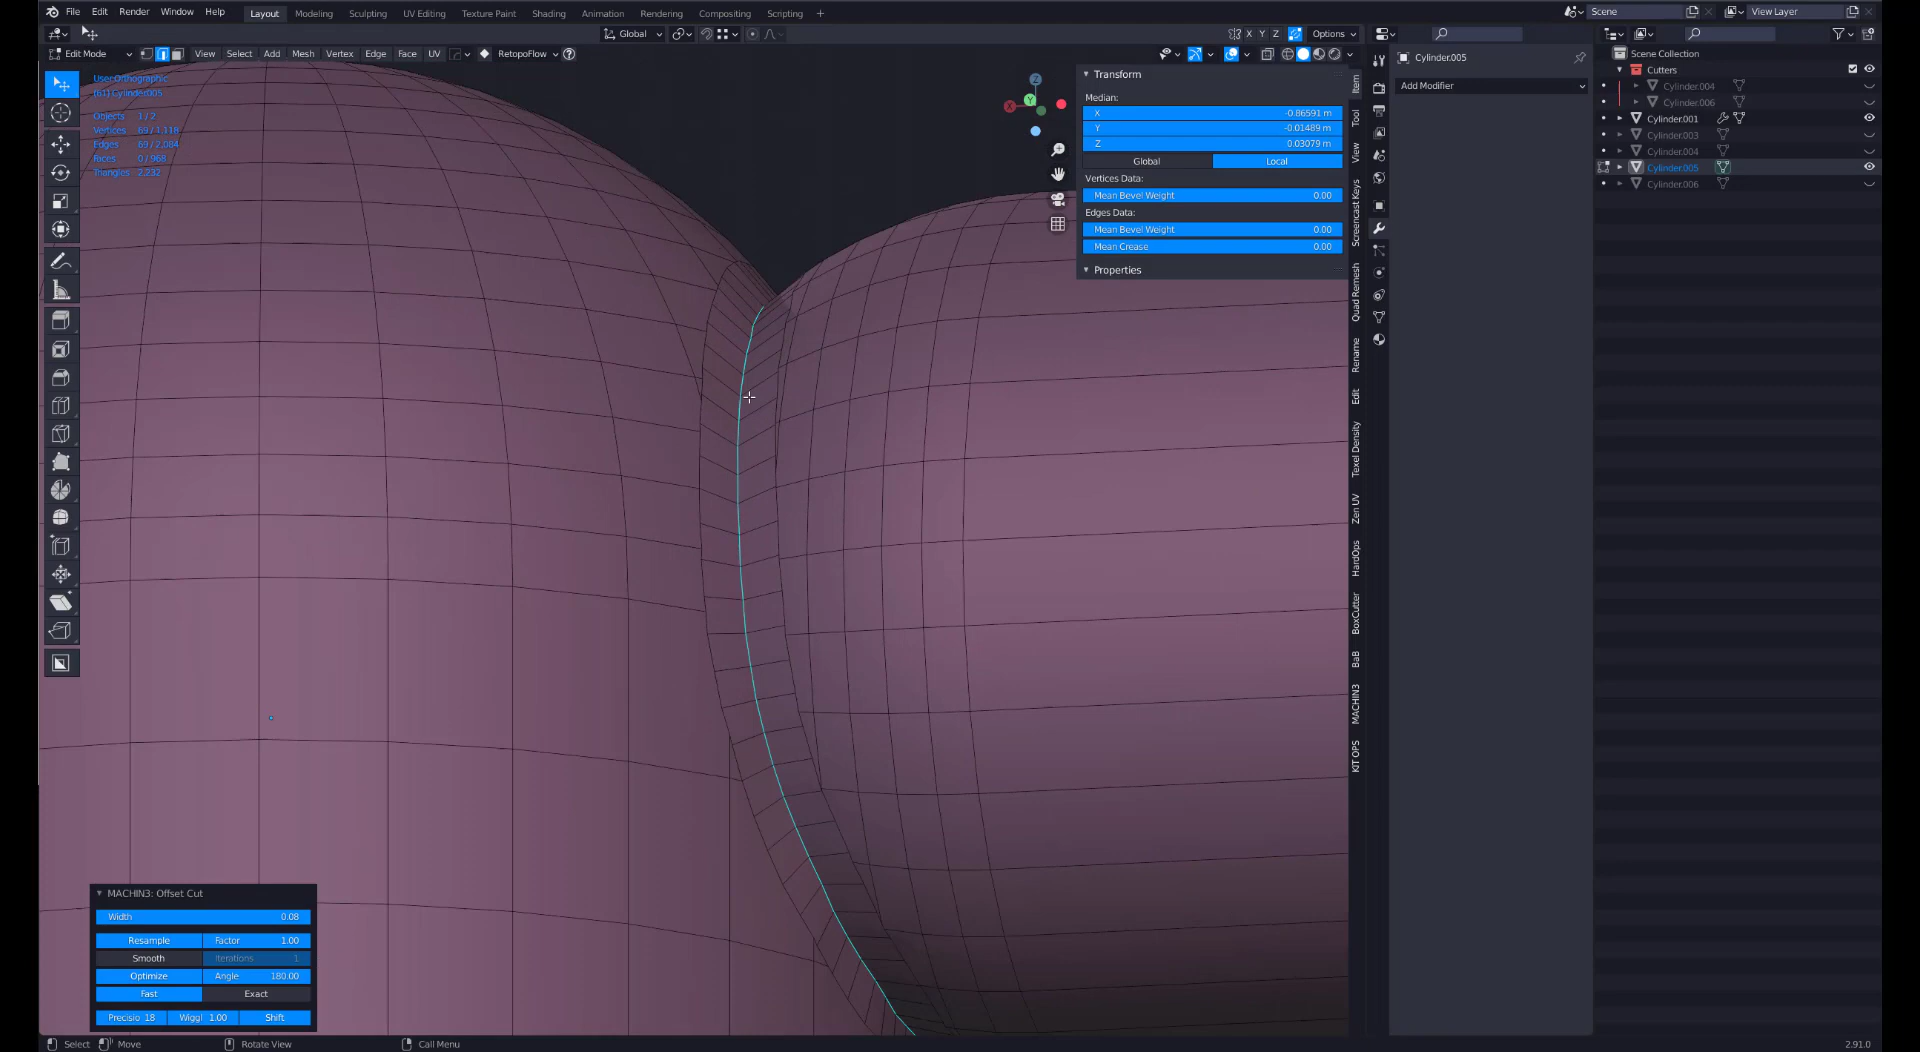 File Edit Render Window Help Layout Modeling Sculpting UV Editing Texture Paint Shading Animation Rendering Compositing Scripting + Scene View Layer
Global X Y Z Options
Edit Mode View Select Add Mesh Vertex Edge Face UV RetopoFlow
User Orthographic
(61) Cylinder.005
Objects 1 / 2
Vertices 69 / 1,118
Edges 69 / 2,084
Faces 0 / 968
Triangles 2,232
Z
X
Y
Transform
Median:
X -0.86591 m
Y -0.01489 m
Z 0.03079 m
Global Local
Vertices Data:
Mean Bevel Weight 0.00
Edges Data:
Mean Bevel Weight 0.00
Mean Crease 0.00
Properties
Item
Tool
View
Screencast Keys
Quad Remesh
Rename
Edit
Texel Density
Zen UV
HardOps
BoxCutter
BaB
MACHIN3
KIT OPS
Cylinder.005
Add Modifier
Scene Collection
Cutters
Cylinder.004
Cylinder.006
Cylinder.001
Cylinder.003
Cylinder.004
Cylinder.005
Cylinder.006
MACHIN3: Offset Cut
Width 0.08
Resample Factor 1.00
Smooth Iterations 1
Optimize Angle 180.00
Fast Exact
Precisio 18 Wiggl 1.00 Shift
Select Move Rotate View Call Menu 2.91.0